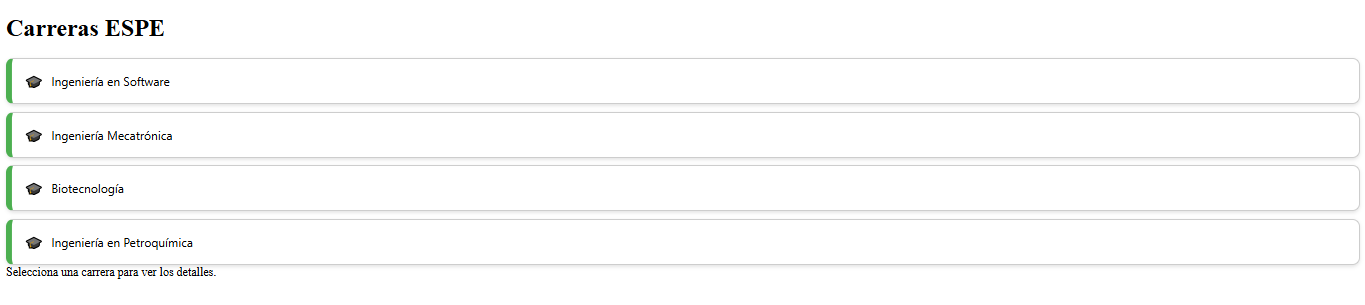 Carreras ESPE
Ingeniería en Software
Ingeniería Mecatrónica
Biotecnología
Ingeniería en Petroquímica
Selecciona una carrera para ver los detalles.